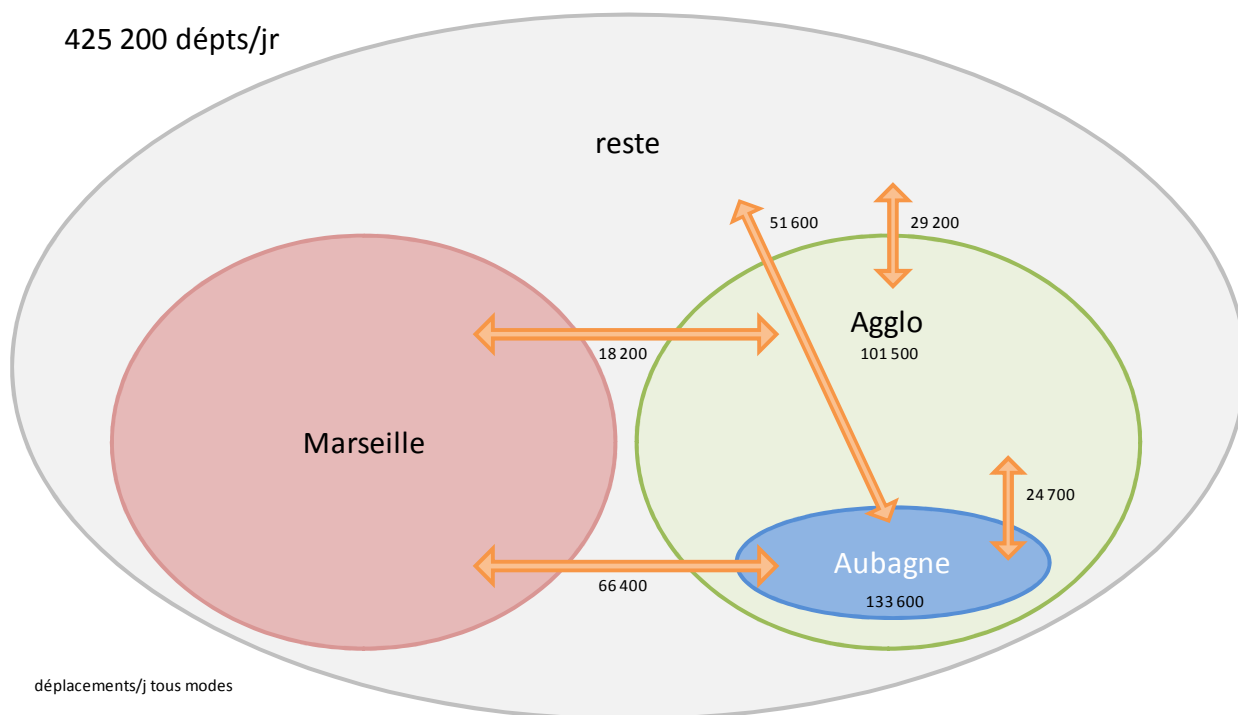 425 200 dépts/jr
reste
51 600
29 200
Agglo
101 500
18 200
Marseille
24 700
Aubagne
66 400
133 600
déplacements/j tous modes